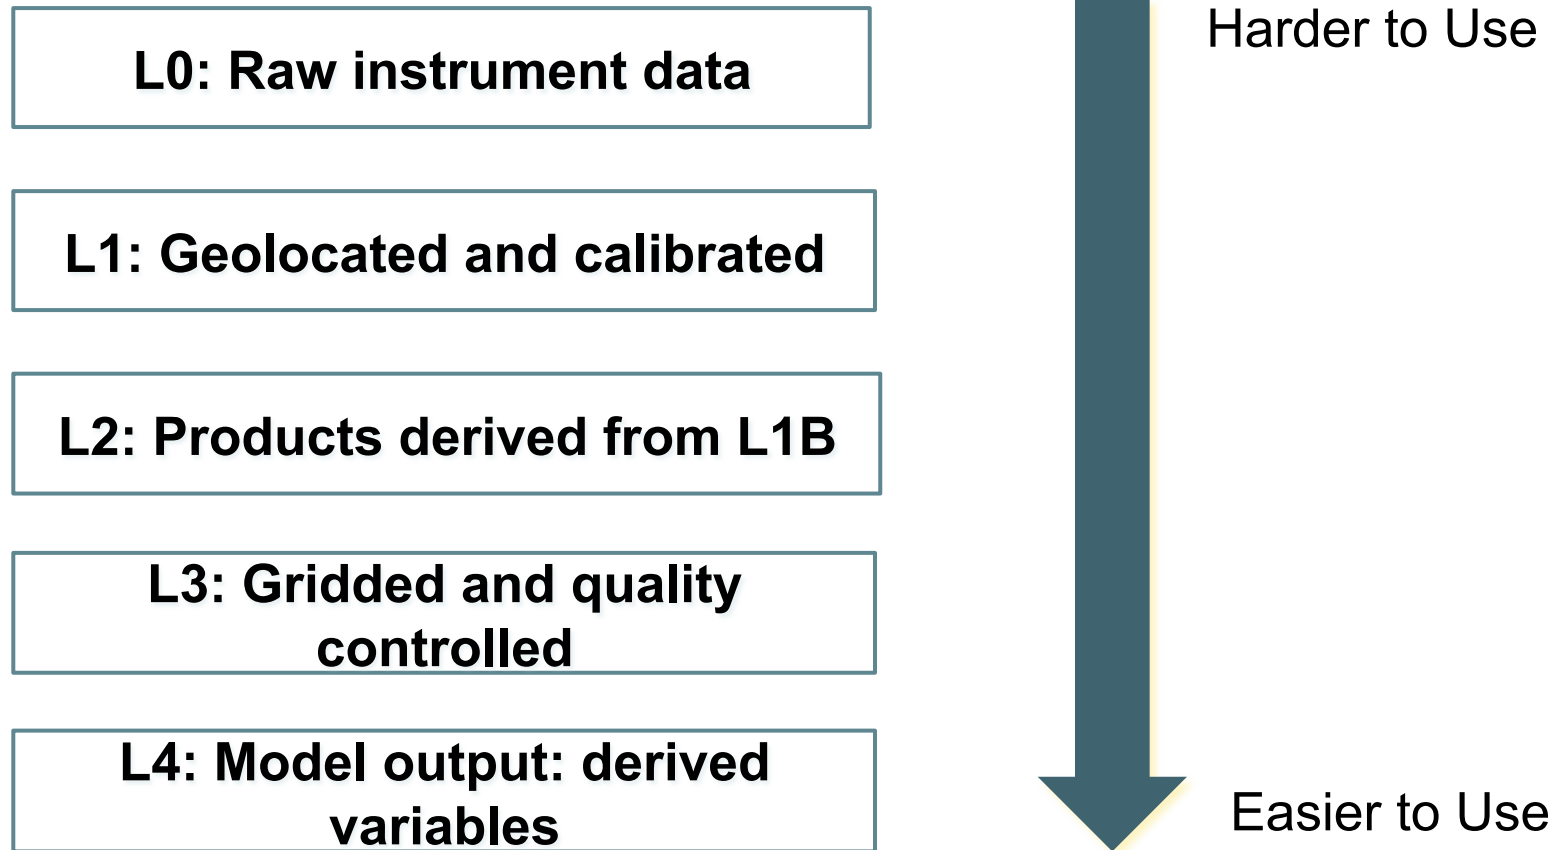 Harder to Use
L0: Raw instrument data
L1: Geolocated and calibrated
L2: Products derived from L1B
L3: Gridded and quality
controlled
L4: Model output: derived
variables
Easier to Use